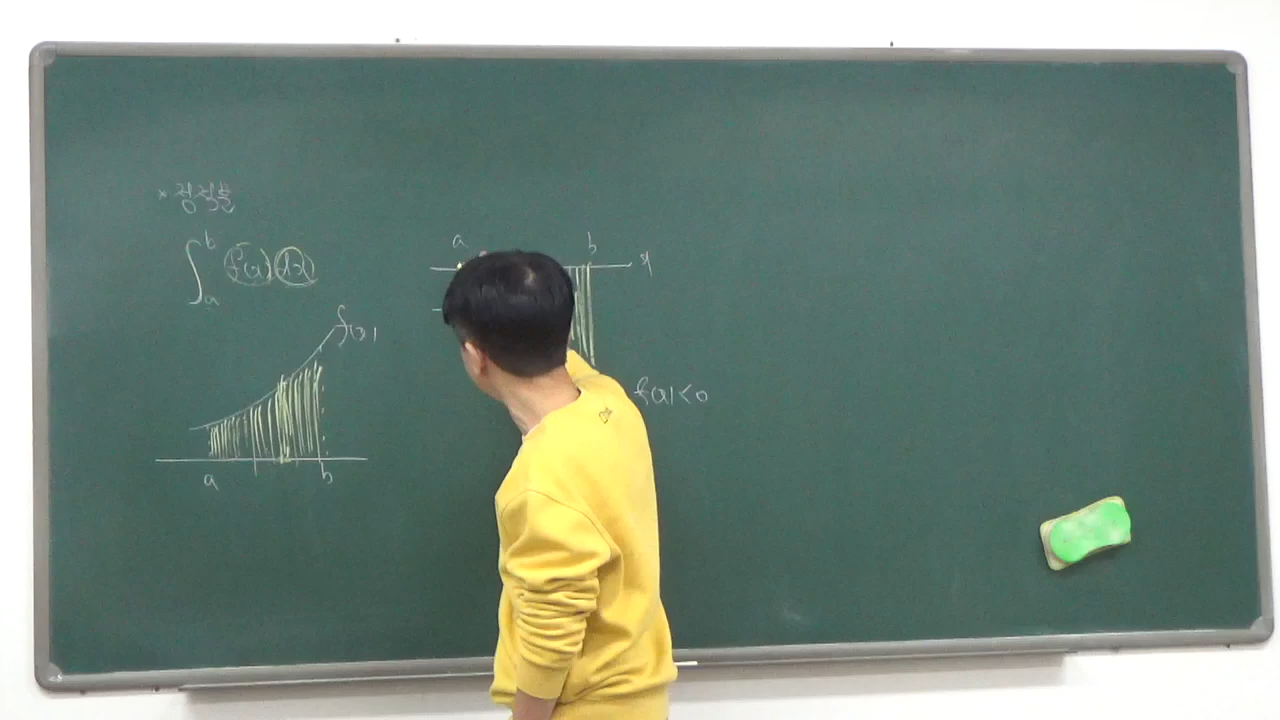 * 정적분
∫ₐᵇ f(x) dx
f(x)
a b
a b x
f(x) < 0